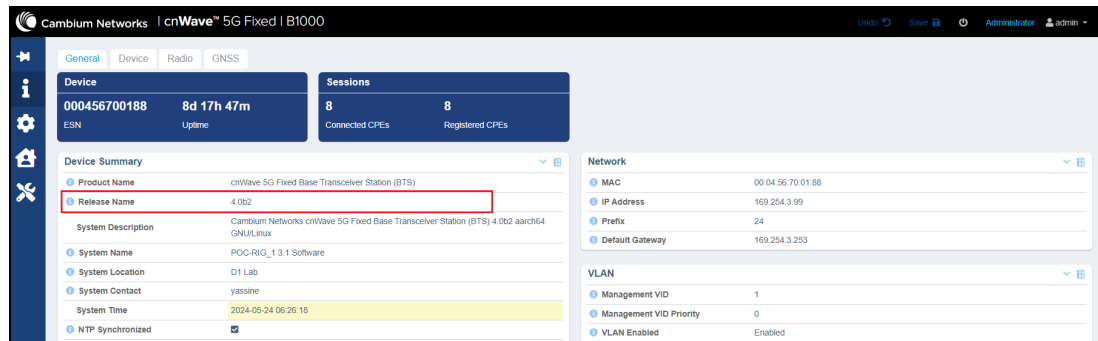 Cambium Networks | cnWave™ 5G Fixed | B1000
Undo Save Administrator admin
General Device Radio GNSS
Device
000456700188 8d 17h 47m
ESN Uptime
Sessions
8 8
Connected CPEs Registered CPEs
Device Summary
Product Name cnWave 5G Fixed Base Transceiver Station (BTS)
Release Name 4.0b2
System Description Cambium Networks cnWave 5G Fixed Base Transceiver Station (BTS) 4.0b2 aarch64
GNU/Linux
System Name POC-RIG_1 3.1 Software
System Location D1 Lab
System Contact yassine
System Time 2024-05-24 06:26:16
NTP Synchronized
Network
MAC 00:04:56:70:01:88
IP Address 169.254.3.99
Prefix 24
Default Gateway 169.254.3.253
VLAN
Management VID 1
Management VID Priority 0
VLAN Enabled Enabled